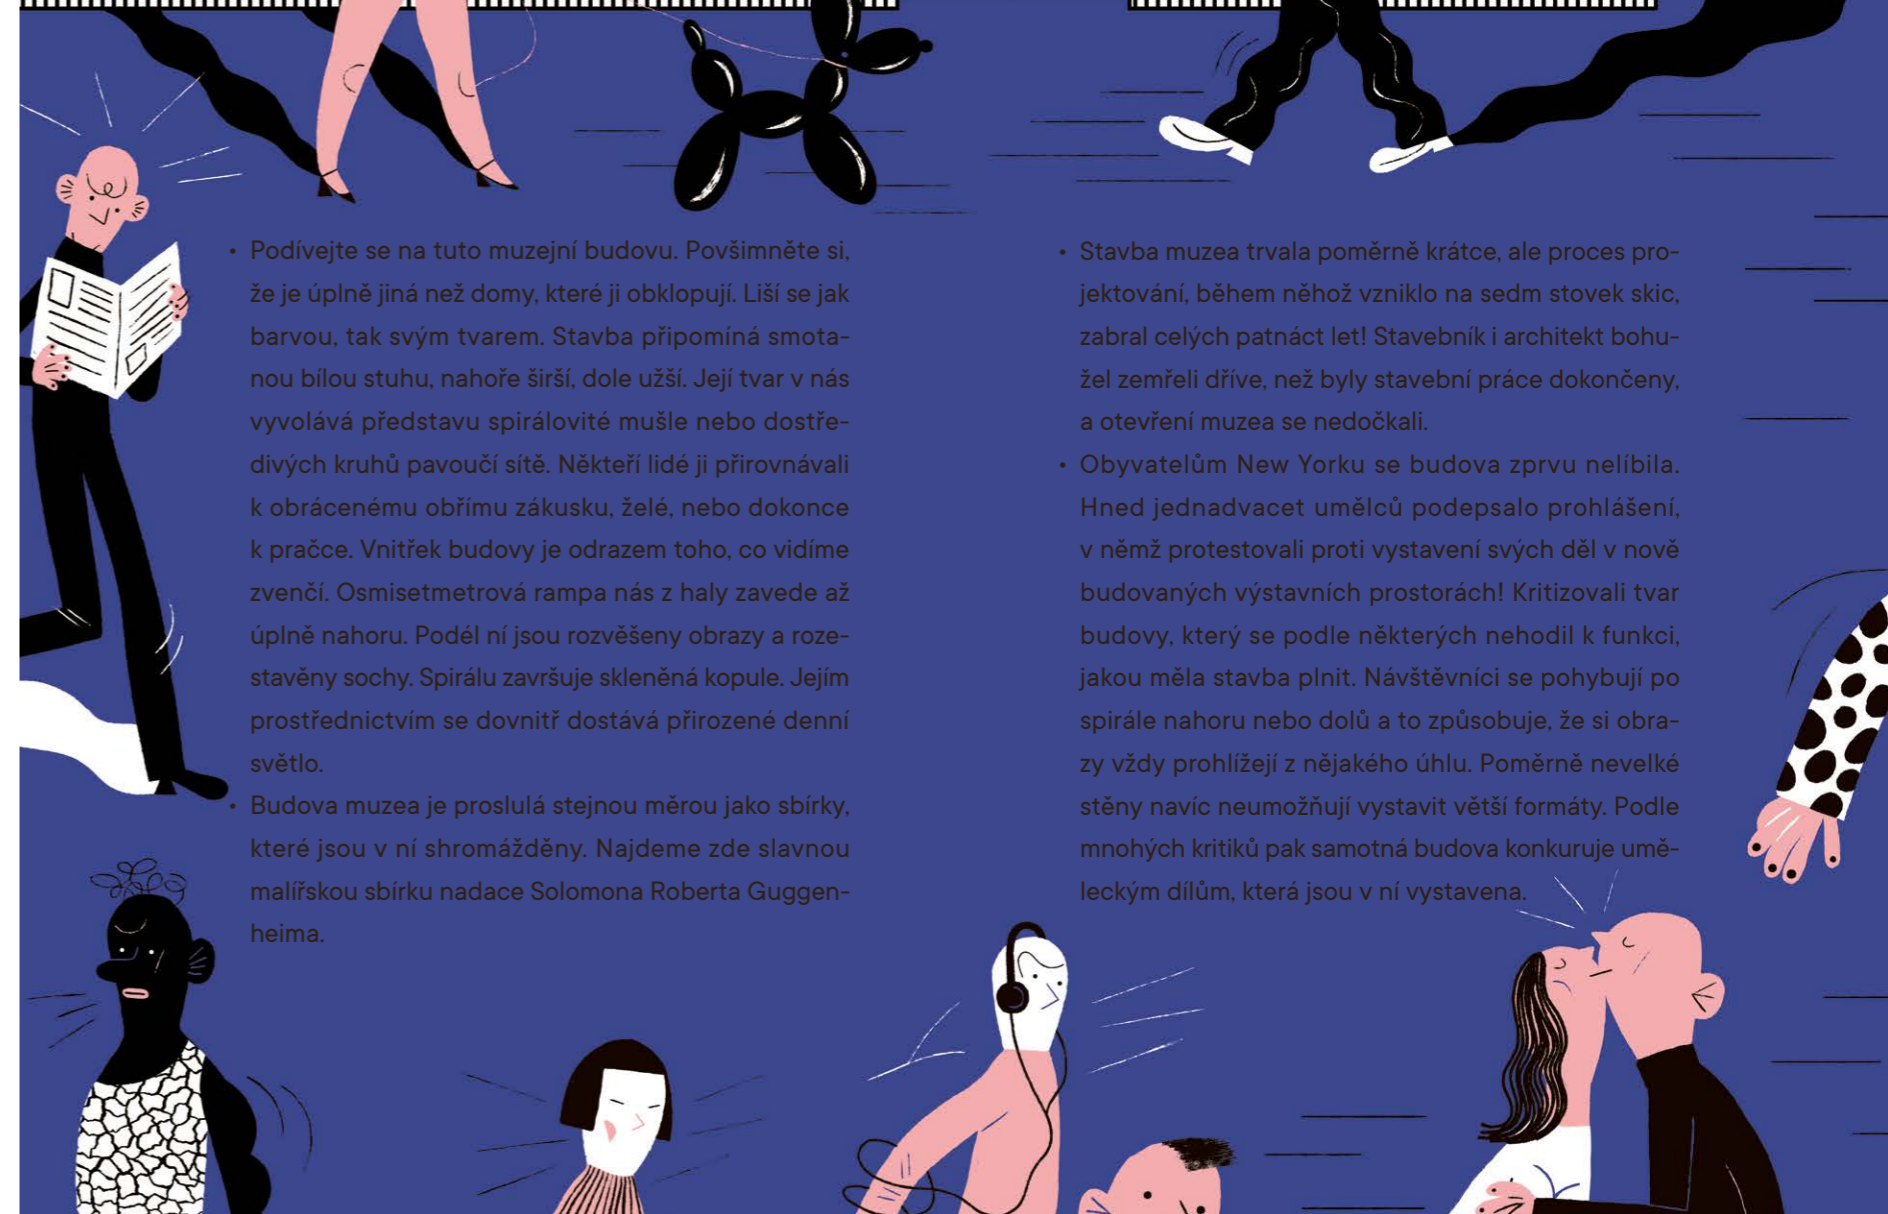 • Podívejte se na tuto muzejní budovu. Povšimněte si,
že je úplně jiná než domy, které ji obklopují. Liší se jak
barvou, tak svým tvarem. Stavba připomíná smota-
nou bílou stuhu, nahoře širší, dole užší. Její tvar v nás
vyvolává představu spirálovité mušle nebo dostře-
divých kruhů pavoučí sítě. Někteří lidé ji přirovnávali
k obrácenému obřímu zákusku, želé, nebo dokonce
k pračce. Vnitřek budovy je odrazem toho, co vidíme
zvenčí. Osmisetmetrová rampa nás z haly zavede až
úplně nahoru. Podél ní jsou rozvěšeny obrazy a roze-
stavěny sochy. Spirálu završuje skleněná kopule. Jejím
prostřednictvím se dovnitř dostává přirozené denní
světlo.
• Budova muzea je proslulá stejnou měrou jako sbírky,
které jsou v ní shromážděny. Najdeme zde slavnou
malířskou sbírku nadace Solomona Roberta Guggen-
heima.
• Stavba muzea trvala poměrně krátce, ale proces pro-
jektování, během něhož vzniklo na sedm stovek skic,
zabral celých patnáct let! Stavebník i architekt bohu-
žel zemřeli dříve, než byly stavební práce dokončeny,
a otevření muzea se nedočkali.
• Obyvatelům New Yorku se budova zprvu nelíbila.
Hned jednadvacet umělců podepsalo prohlášení,
v němž protestovali proti vystavení svých děl v nově
budovaných výstavních prostorách! Kritizovali tvar
budovy, který se podle některých nehodil k funkci,
jakou měla stavba plnit. Návštěvníci se pohybují po
spirále nahoru nebo dolů a to způsobuje, že si obra-
zy vždy prohlížejí z nějakého úhlu. Poměrně nevelké
stěny navíc neumožňují vystavit větší formáty. Podle
mnohých kritiků pak samotná budova konkuruje umě-
leckým dílům, která jsou v ní vystavena.